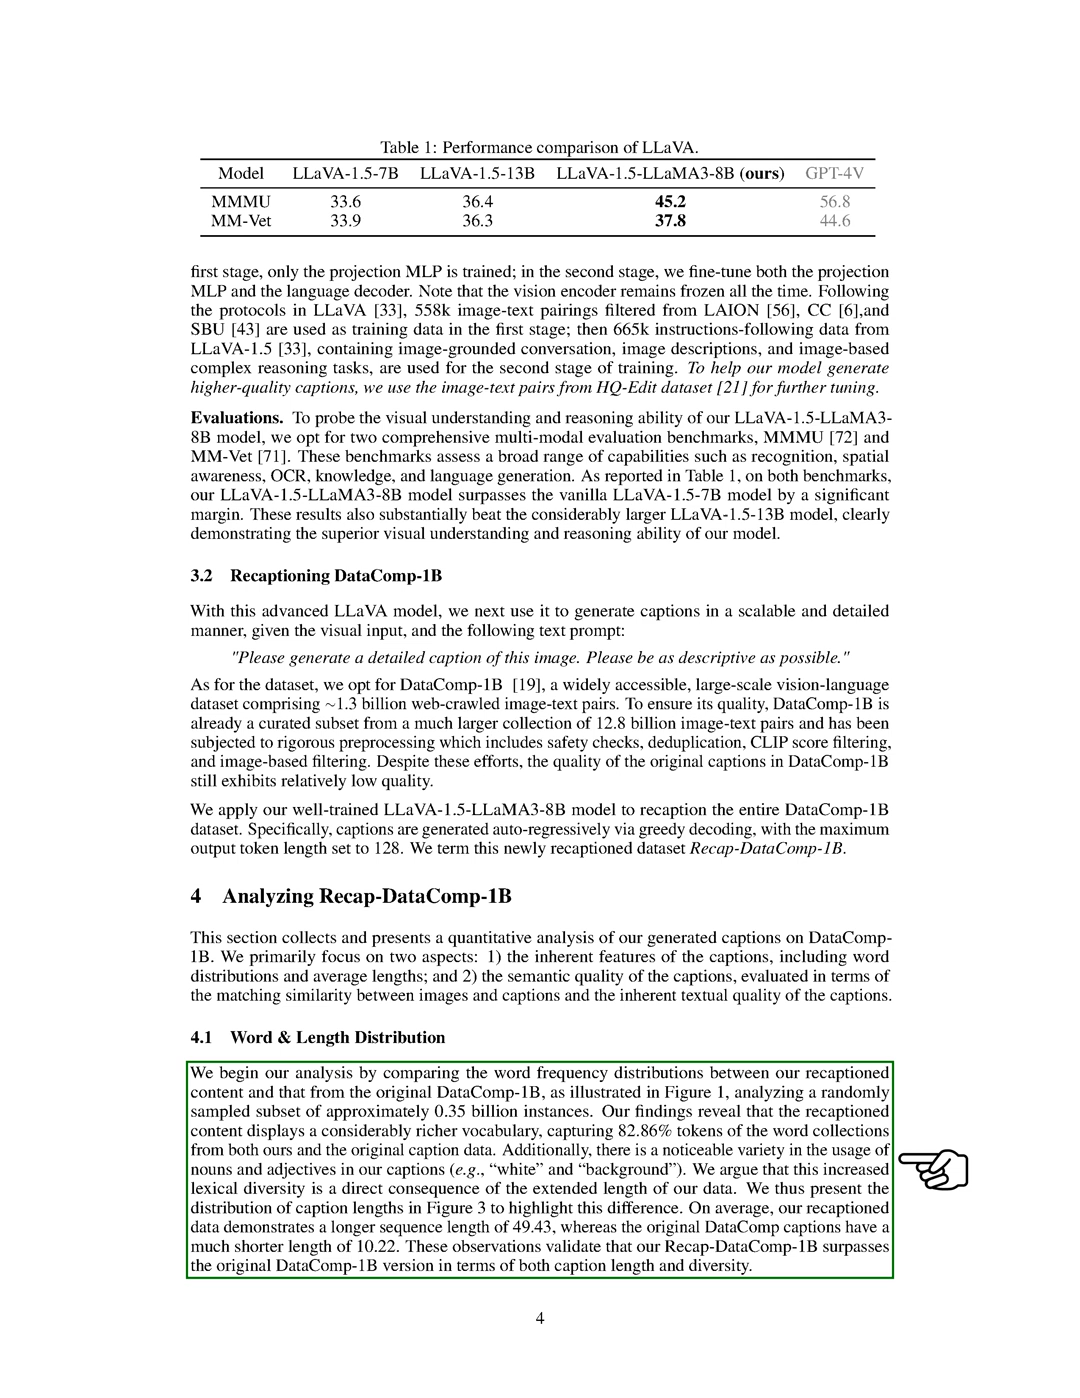 Table 1: Performance comparison of LLaVA.
Model LLaVA-1.5-7B LLaVA-1.5-13B LLaVA-1.5-LLaMA3-8B (ours) GPT-4V
MMMU 33.6 36.4 45.2 56.8
MM-Vet 33.9 36.3 37.8 44.6
first stage, only the projection MLP is trained; in the second stage, we fine-tune both the projection
MLP and the language decoder. Note that the vision encoder remains frozen all the time. Following
the protocols in LLaVA [33], 558k image-text pairings filtered from LAION [56], CC [6],and
SBU [43] are used as training data in the first stage; then 665k instructions-following data from
LLaVA-1.5 [33], containing image-grounded conversation, image descriptions, and image-based
complex reasoning tasks, are used for the second stage of training. To help our model generate
higher-quality captions, we use the image-text pairs from HQ-Edit dataset [21] for further tuning.
Evaluations. To probe the visual understanding and reasoning ability of our LLaVA-1.5-LLaMA3-
8B model, we opt for two comprehensive multi-modal evaluation benchmarks, MMMU [72] and
MM-Vet [71]. These benchmarks assess a broad range of capabilities such as recognition, spatial
awareness, OCR, knowledge, and language generation. As reported in Table 1, on both benchmarks,
our LLaVA-1.5-LLaMA3-8B model surpasses the vanilla LLaVA-1.5-7B model by a significant
margin. These results also substantially beat the considerably larger LLaVA-1.5-13B model, clearly
demonstrating the superior visual understanding and reasoning ability of our model.
3.2 Recaptioning DataComp-1B
With this advanced LLaVA model, we next use it to generate captions in a scalable and detailed
manner, given the visual input, and the following text prompt:
"Please generate a detailed caption of this image. Please be as descriptive as possible."
As for the dataset, we opt for DataComp-1B [19], a widely accessible, large-scale vision-language
dataset comprising ~1.3 billion web-crawled image-text pairs. To ensure its quality, DataComp-1B is
already a curated subset from a much larger collection of 12.8 billion image-text pairs and has been
subjected to rigorous preprocessing which includes safety checks, deduplication, CLIP score filtering,
and image-based filtering. Despite these efforts, the quality of the original captions in DataComp-1B
still exhibits relatively low quality.
We apply our well-trained LLaVA-1.5-LLaMA3-8B model to recaption the entire DataComp-1B
dataset. Specifically, captions are generated auto-regressively via greedy decoding, with the maximum
output token length set to 128. We term this newly recaptioned dataset Recap-DataComp-1B.
4 Analyzing Recap-DataComp-1B
This section collects and presents a quantitative analysis of our generated captions on DataComp-
1B. We primarily focus on two aspects: 1) the inherent features of the captions, including word
distributions and average lengths; and 2) the semantic quality of the captions, evaluated in terms of
the matching similarity between images and captions and the inherent textual quality of the captions.
4.1 Word & Length Distribution
We begin our analysis by comparing the word frequency distributions between our recaptioned
content and that from the original DataComp-1B, as illustrated in Figure 1, analyzing a randomly
sampled subset of approximately 0.35 billion instances. Our findings reveal that the recaptioned
content displays a considerably richer vocabulary, capturing 82.86% tokens of the word collections
from both ours and the original caption data. Additionally, there is a noticeable variety in the usage of
nouns and adjectives in our captions (e.g., “white” and “background”). We argue that this increased
lexical diversity is a direct consequence of the extended length of our data. We thus present the
distribution of caption lengths in Figure 3 to highlight this difference. On average, our recaptioned
data demonstrates a longer sequence length of 49.43, whereas the original DataComp captions have a
much shorter length of 10.22. These observations validate that our Recap-DataComp-1B surpasses
the original DataComp-1B version in terms of both caption length and diversity.
4